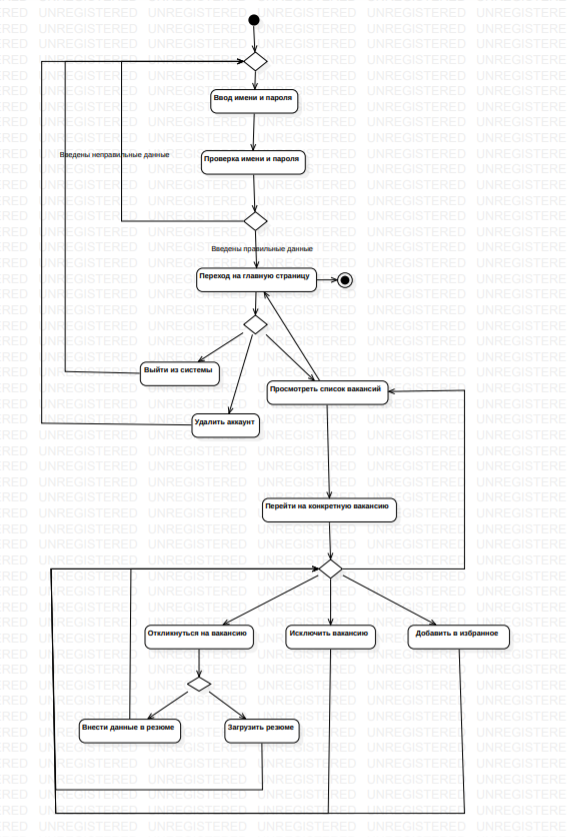 Ввод имени и пароля
Введены неправильные данные
Проверка имени и пароля
Введены правильные данные
Переход на главную страницу
Выйти из системы
Просмотреть список вакансий
Удалить аккаунт
Перейти на конкретную вакансию
Откликнуться на вакансию
Исключить вакансию
Добавить в избранное
Внести данные в резюме
Загрузить резюме
UNREGISTERED